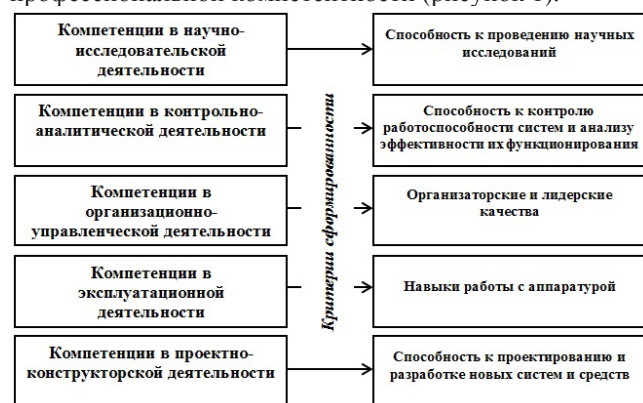 профессиональной компетентности (рисунок 1).
Компетенции в научно-
исследовательской
деятельности
Способность к проведению научных
исследований
Компетенции в контрольно-
аналитической деятельности
Способность к контролю
работоспособности систем и анализу
эффективности их функционирования
Компетенции в
организационно-
управленческой деятельности
Организаторские и лидерские
качества
Компетенции в
эксплуатационной
деятельности
Навыки работы с аппаратурой
Компетенции в проектно-
конструкторской деятельности
Способность к проектированию и
разработке новых систем и средств
Критерии сформированности